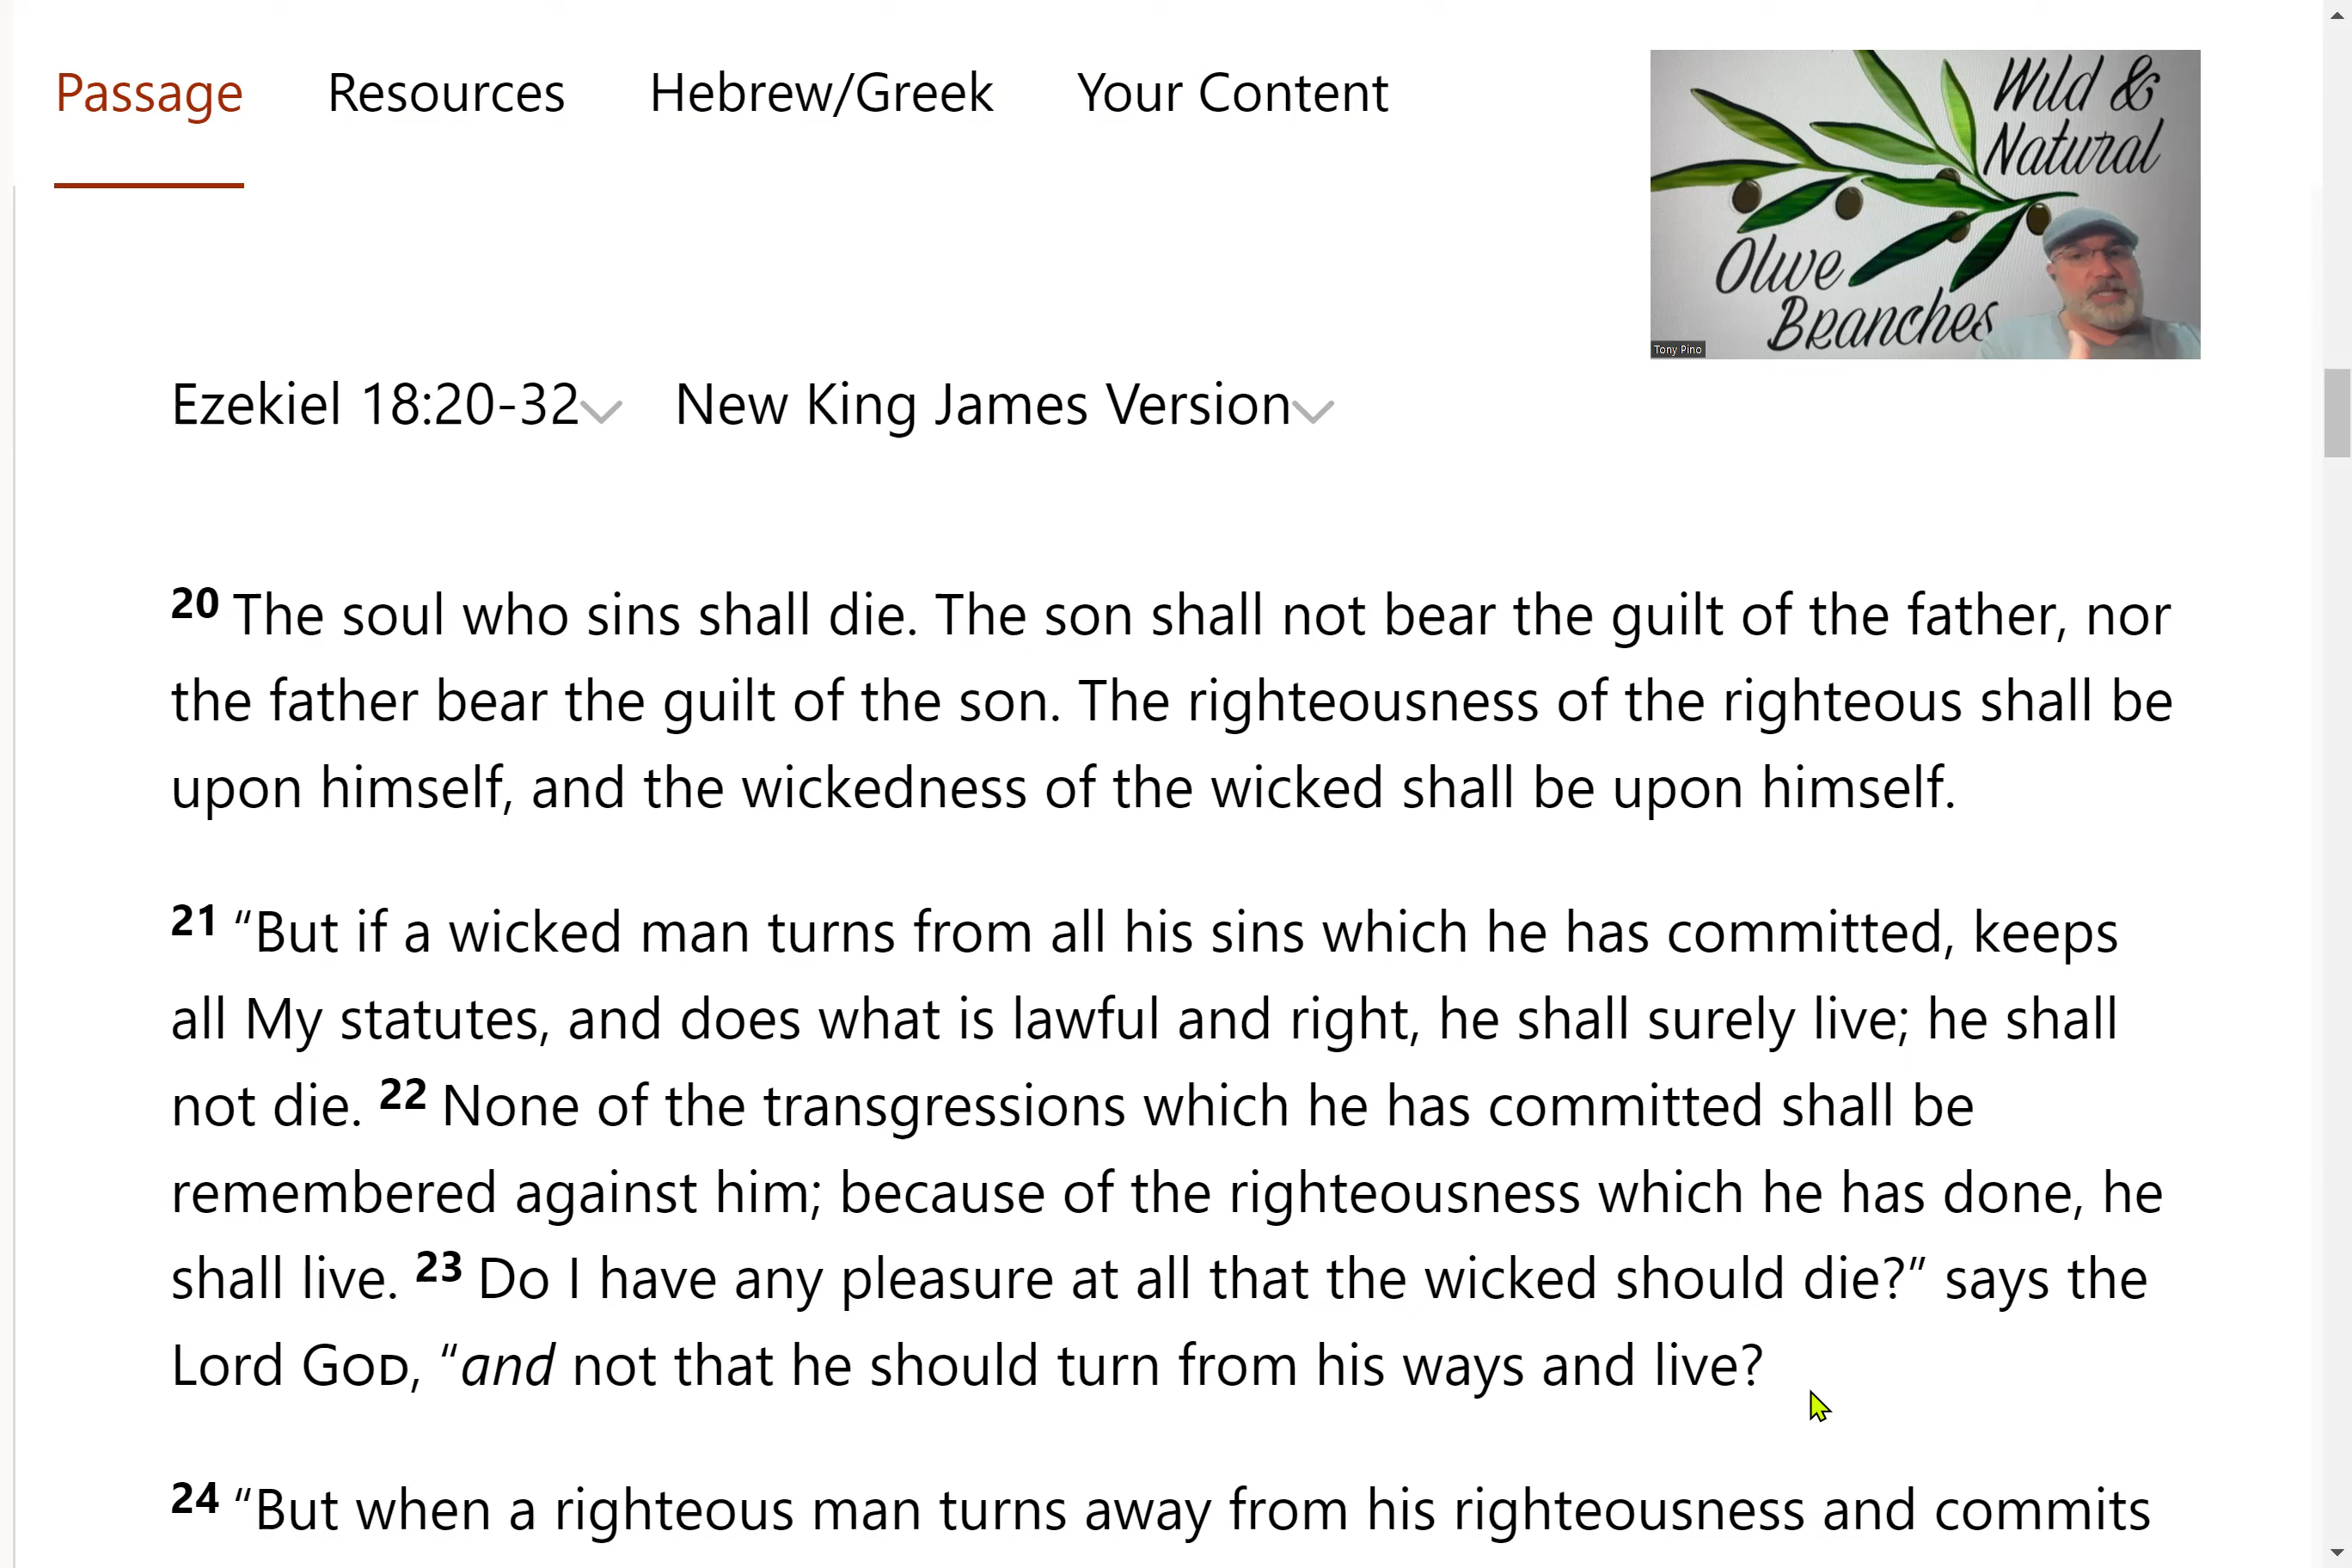 Passage Resources Hebrew/Greek Your Content
Wild &
Natural
Olive
Branches
Tony Pino
Ezekiel 18:20-32 New King James Version
20 The soul who sins shall die. The son shall not bear the guilt of the father, nor
the father bear the guilt of the son. The righteousness of the righteous shall be
upon himself, and the wickedness of the wicked shall be upon himself.
21 “But if a wicked man turns from all his sins which he has committed, keeps
all My statutes, and does what is lawful and right, he shall surely live; he shall
not die. 22 None of the transgressions which he has committed shall be
remembered against him; because of the righteousness which he has done, he
shall live. 23 Do I have any pleasure at all that the wicked should die?” says the
Lord GOD, “and not that he should turn from his ways and live?
24 “But when a righteous man turns away from his righteousness and commits